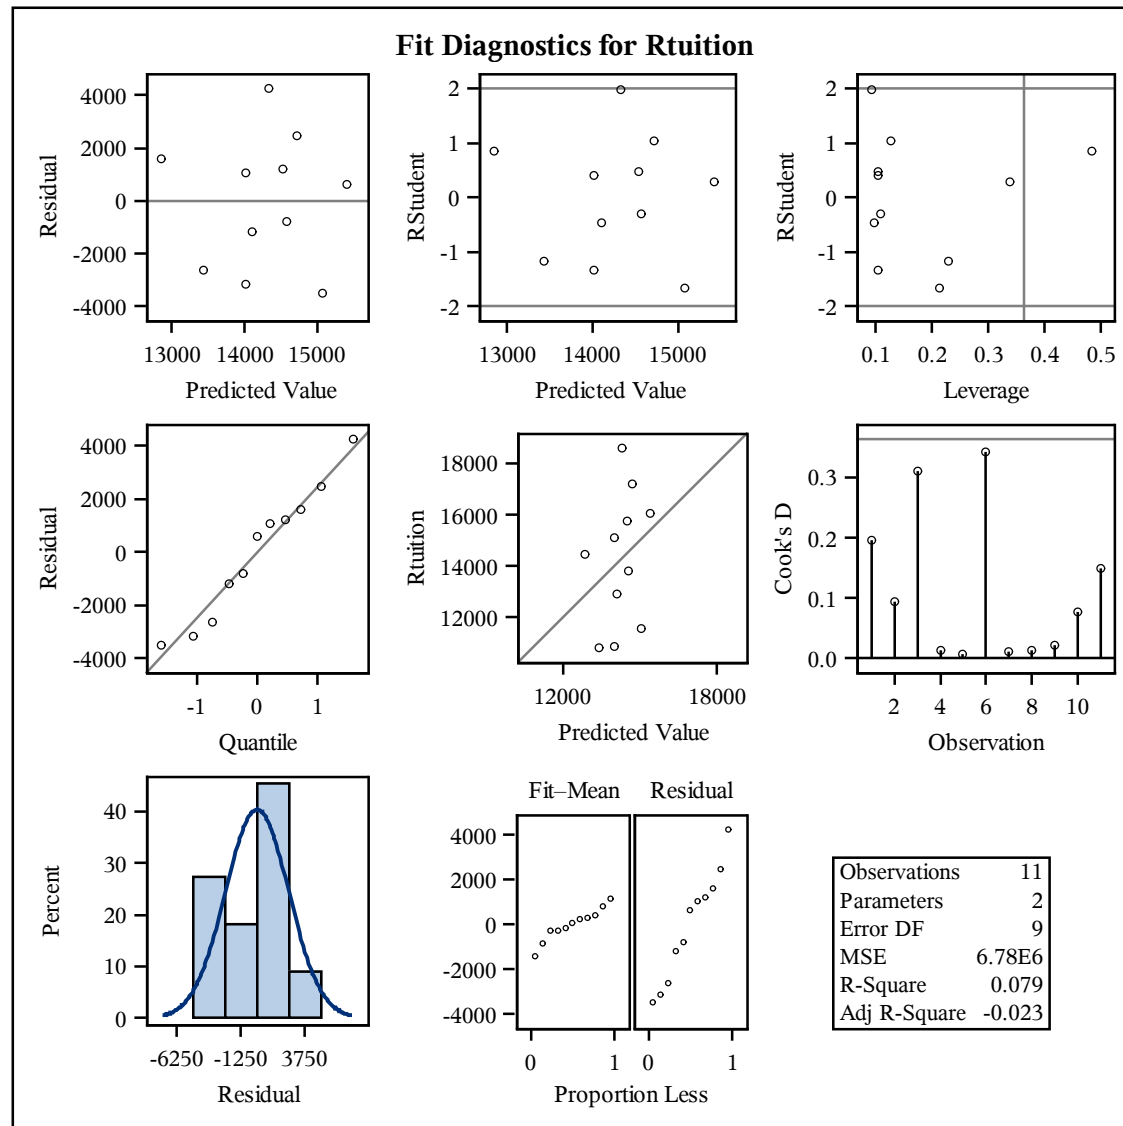 Fit Diagnostics for Rtuition
Residual
4000
2000
0
-2000
-4000
13000 14000 15000
Predicted Value
RStudent
2
1
0
-1
-2
13000 14000 15000
Predicted Value
RStudent
2
1
0
-1
-2
0.1 0.2 0.3 0.4 0.5
Leverage
Residual
4000
2000
0
-2000
-4000
-1 0 1
Quantile
Rtuition
18000
16000
14000
12000
12000 18000
Predicted Value
Cook's D
0.3
0.2
0.1
0.0
2 4 6 8 10
Observation
Percent
40
30
20
10
0
-6250 -1250 3750
Residual
Fit–Mean Residual
4000
2000
0
-2000
-4000
0 1 0 1
Proportion Less
Observations 11
Parameters 2
Error DF 9
MSE 6.78E6
R-Square 0.079
Adj R-Square -0.023